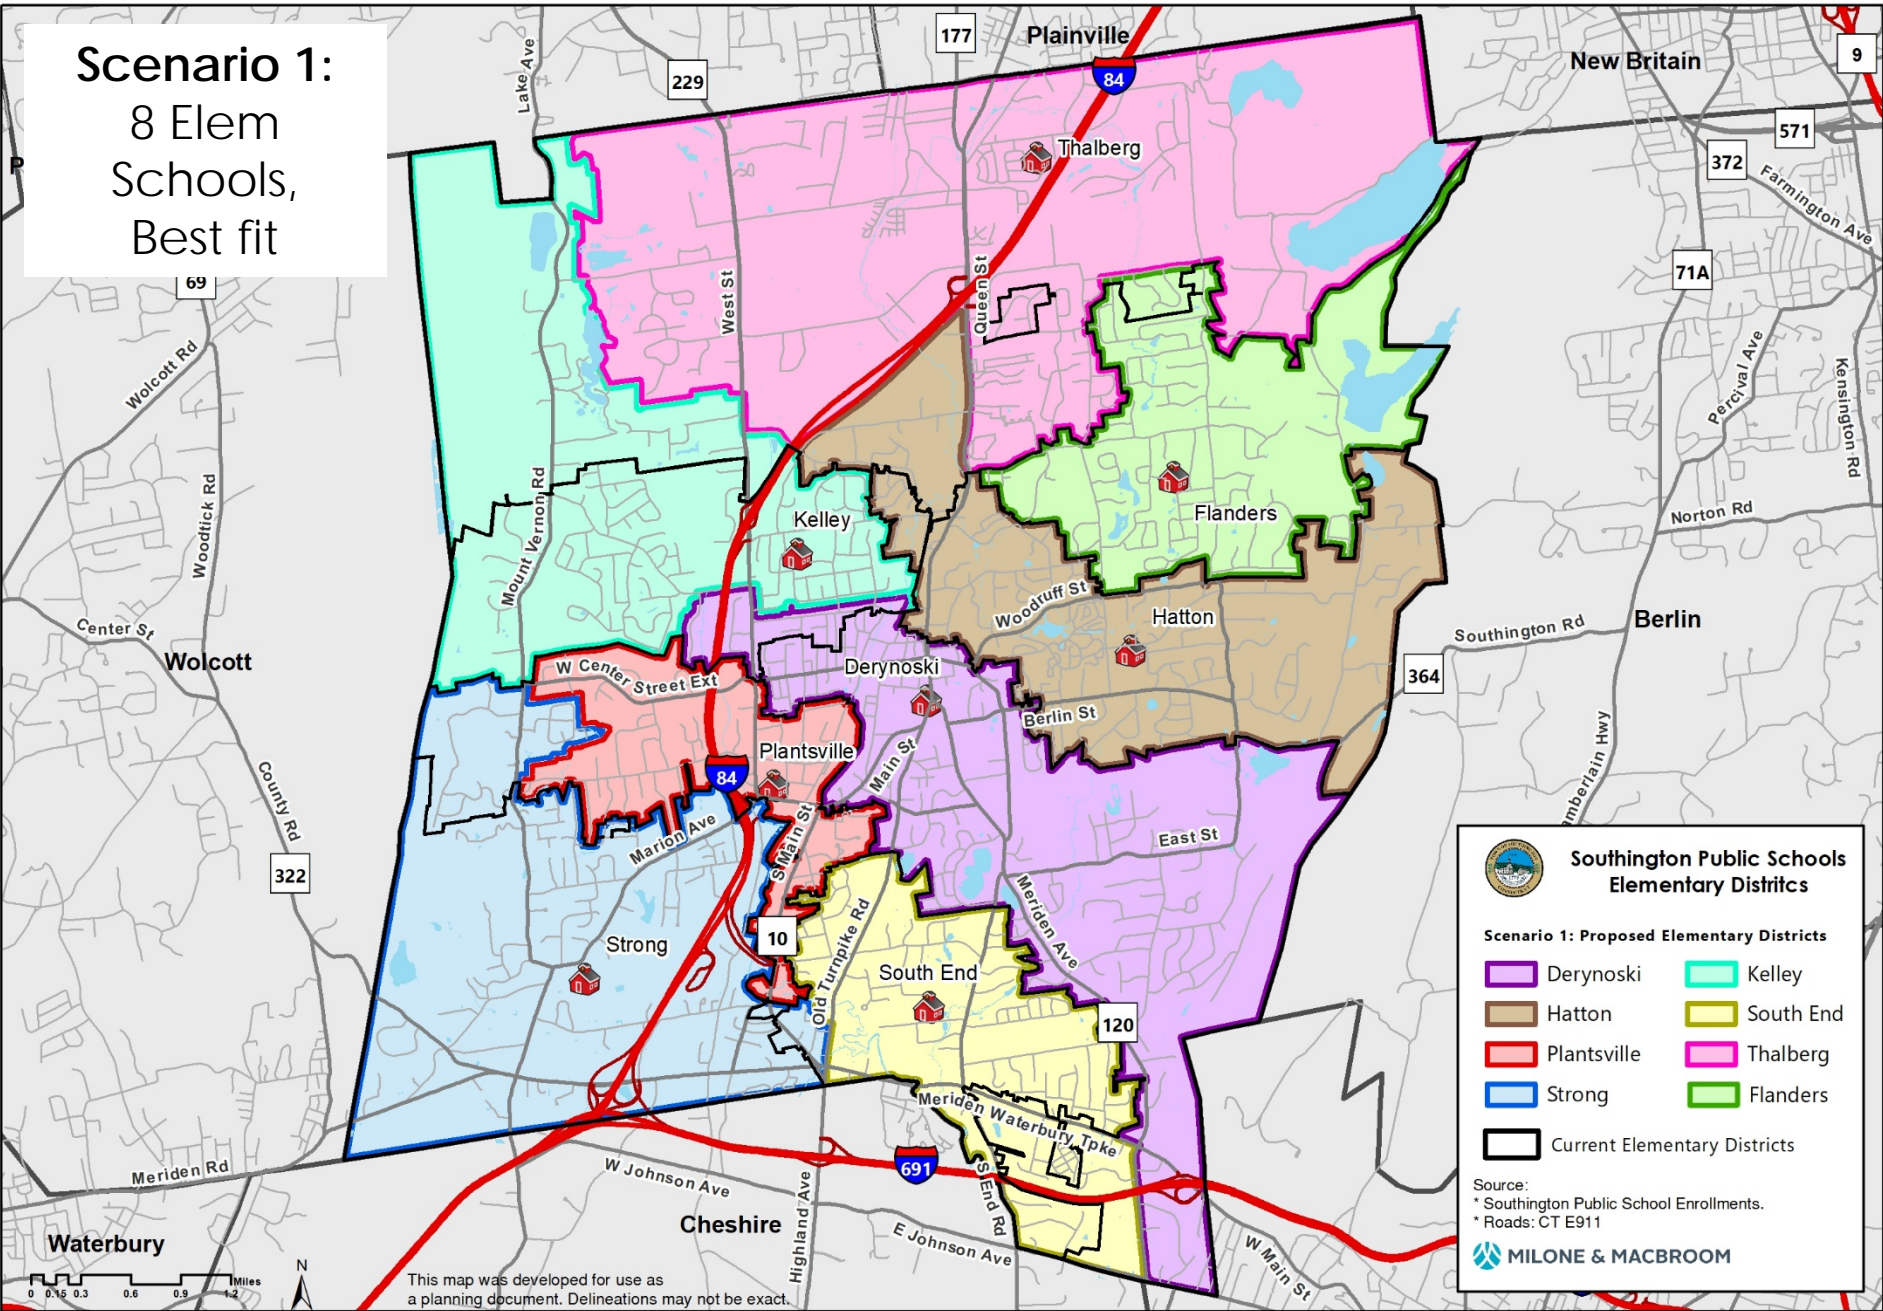 Scenario 1:
8 Elem
Schools,
Best fit
Plainville
New Britain
Berlin
Wolcott
Waterbury
Cheshire
P
177
84
229
9
571
372
71A
69
364
322
84
10
120
691
Lake Ave
West St
Queen St
Farmington Ave
Percival Ave
Kensington Rd
Norton Rd
Southington Rd
amberlain Hwy
Wolcott Rd
Woodtick Rd
Mount Vernon Rd
Center St
County Rd
W Center Street Ext
Woodruff St
Berlin St
Main St
S Main St
Marion Ave
East St
Meriden Ave
Old Turnpike Rd
Meriden Waterbury Tpke
S End Rd
Meriden Rd
W Johnson Ave
Highland Ave
E Johnson Ave
W Main St
Thalberg
Kelley
Flanders
Hatton
Derynoski
Plantsville
Strong
South End
Southington Public Schools
Elementary Distritcs
Scenario 1: Proposed Elementary Districts
Derynoski
Kelley
Hatton
South End
Plantsville
Thalberg
Strong
Flanders
Current Elementary Districts
Source:
* Southington Public School Enrollments.
* Roads: CT E911
MILONE & MACBROOM
0 0.15 0.3 0.6 0.9 1.2
Miles
N
This map was developed for use as
a planning document. Delineations may not be exact.